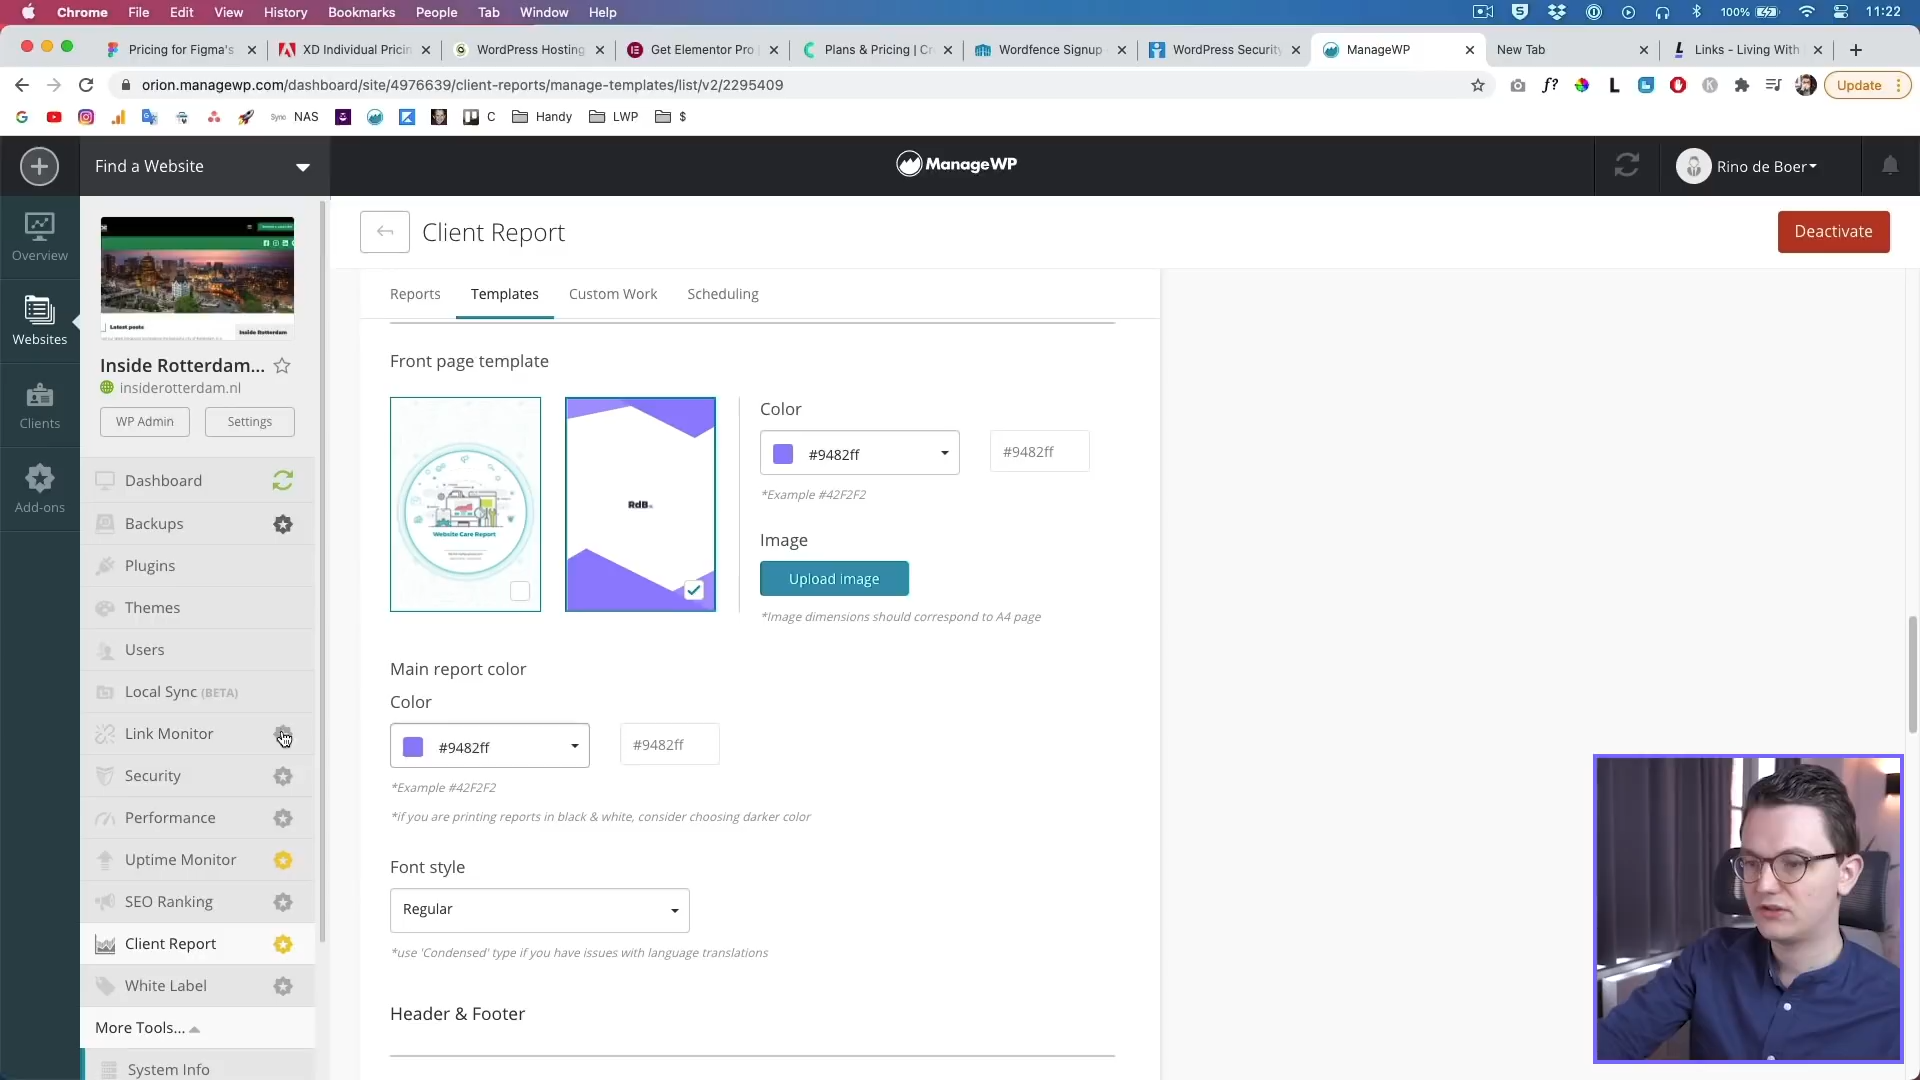 Chrome File Edit View History Bookmarks People Tab Window Help
100% 11:22
Pricing for Figma's
XD Individual Pricin
WordPress Hosting
Get Elementor Pro
Plans & Pricing | Cr
Wordfence Signup
WordPress Security
ManageWP
New Tab
Links - Living With
orion.managewp.com/dashboard/site/4976639/client-reports/manage-templates/list/v2/2295409
f?
L
Update
Sync NAS
C
Handy
LWP
$
Find a Website
ManageWP
Rino de Boer
Overview
Websites
Clients
Add-ons
Latest posts
Inside Rotterdam
Inside Rotterdam...
insiderotterdam.nl
WP Admin
Settings
Dashboard
Backups
Plugins
Themes
Users
Local Sync (BETA)
Link Monitor
Security
Performance
Uptime Monitor
SEO Ranking
Client Report
White Label
More Tools...
System Info
Client Report
Deactivate
Reports
Templates
Custom Work
Scheduling
Front page template
Website Care Report
RdB.
Color
#9482ff
#9482ff
*Example #42F2F2
Image
Upload image
*Image dimensions should correspond to A4 page
Main report color
Color
#9482ff
#9482ff
*Example #42F2F2
*if you are printing reports in black & white, consider choosing darker color
Font style
Regular
*use 'Condensed' type if you have issues with language translations
Header & Footer